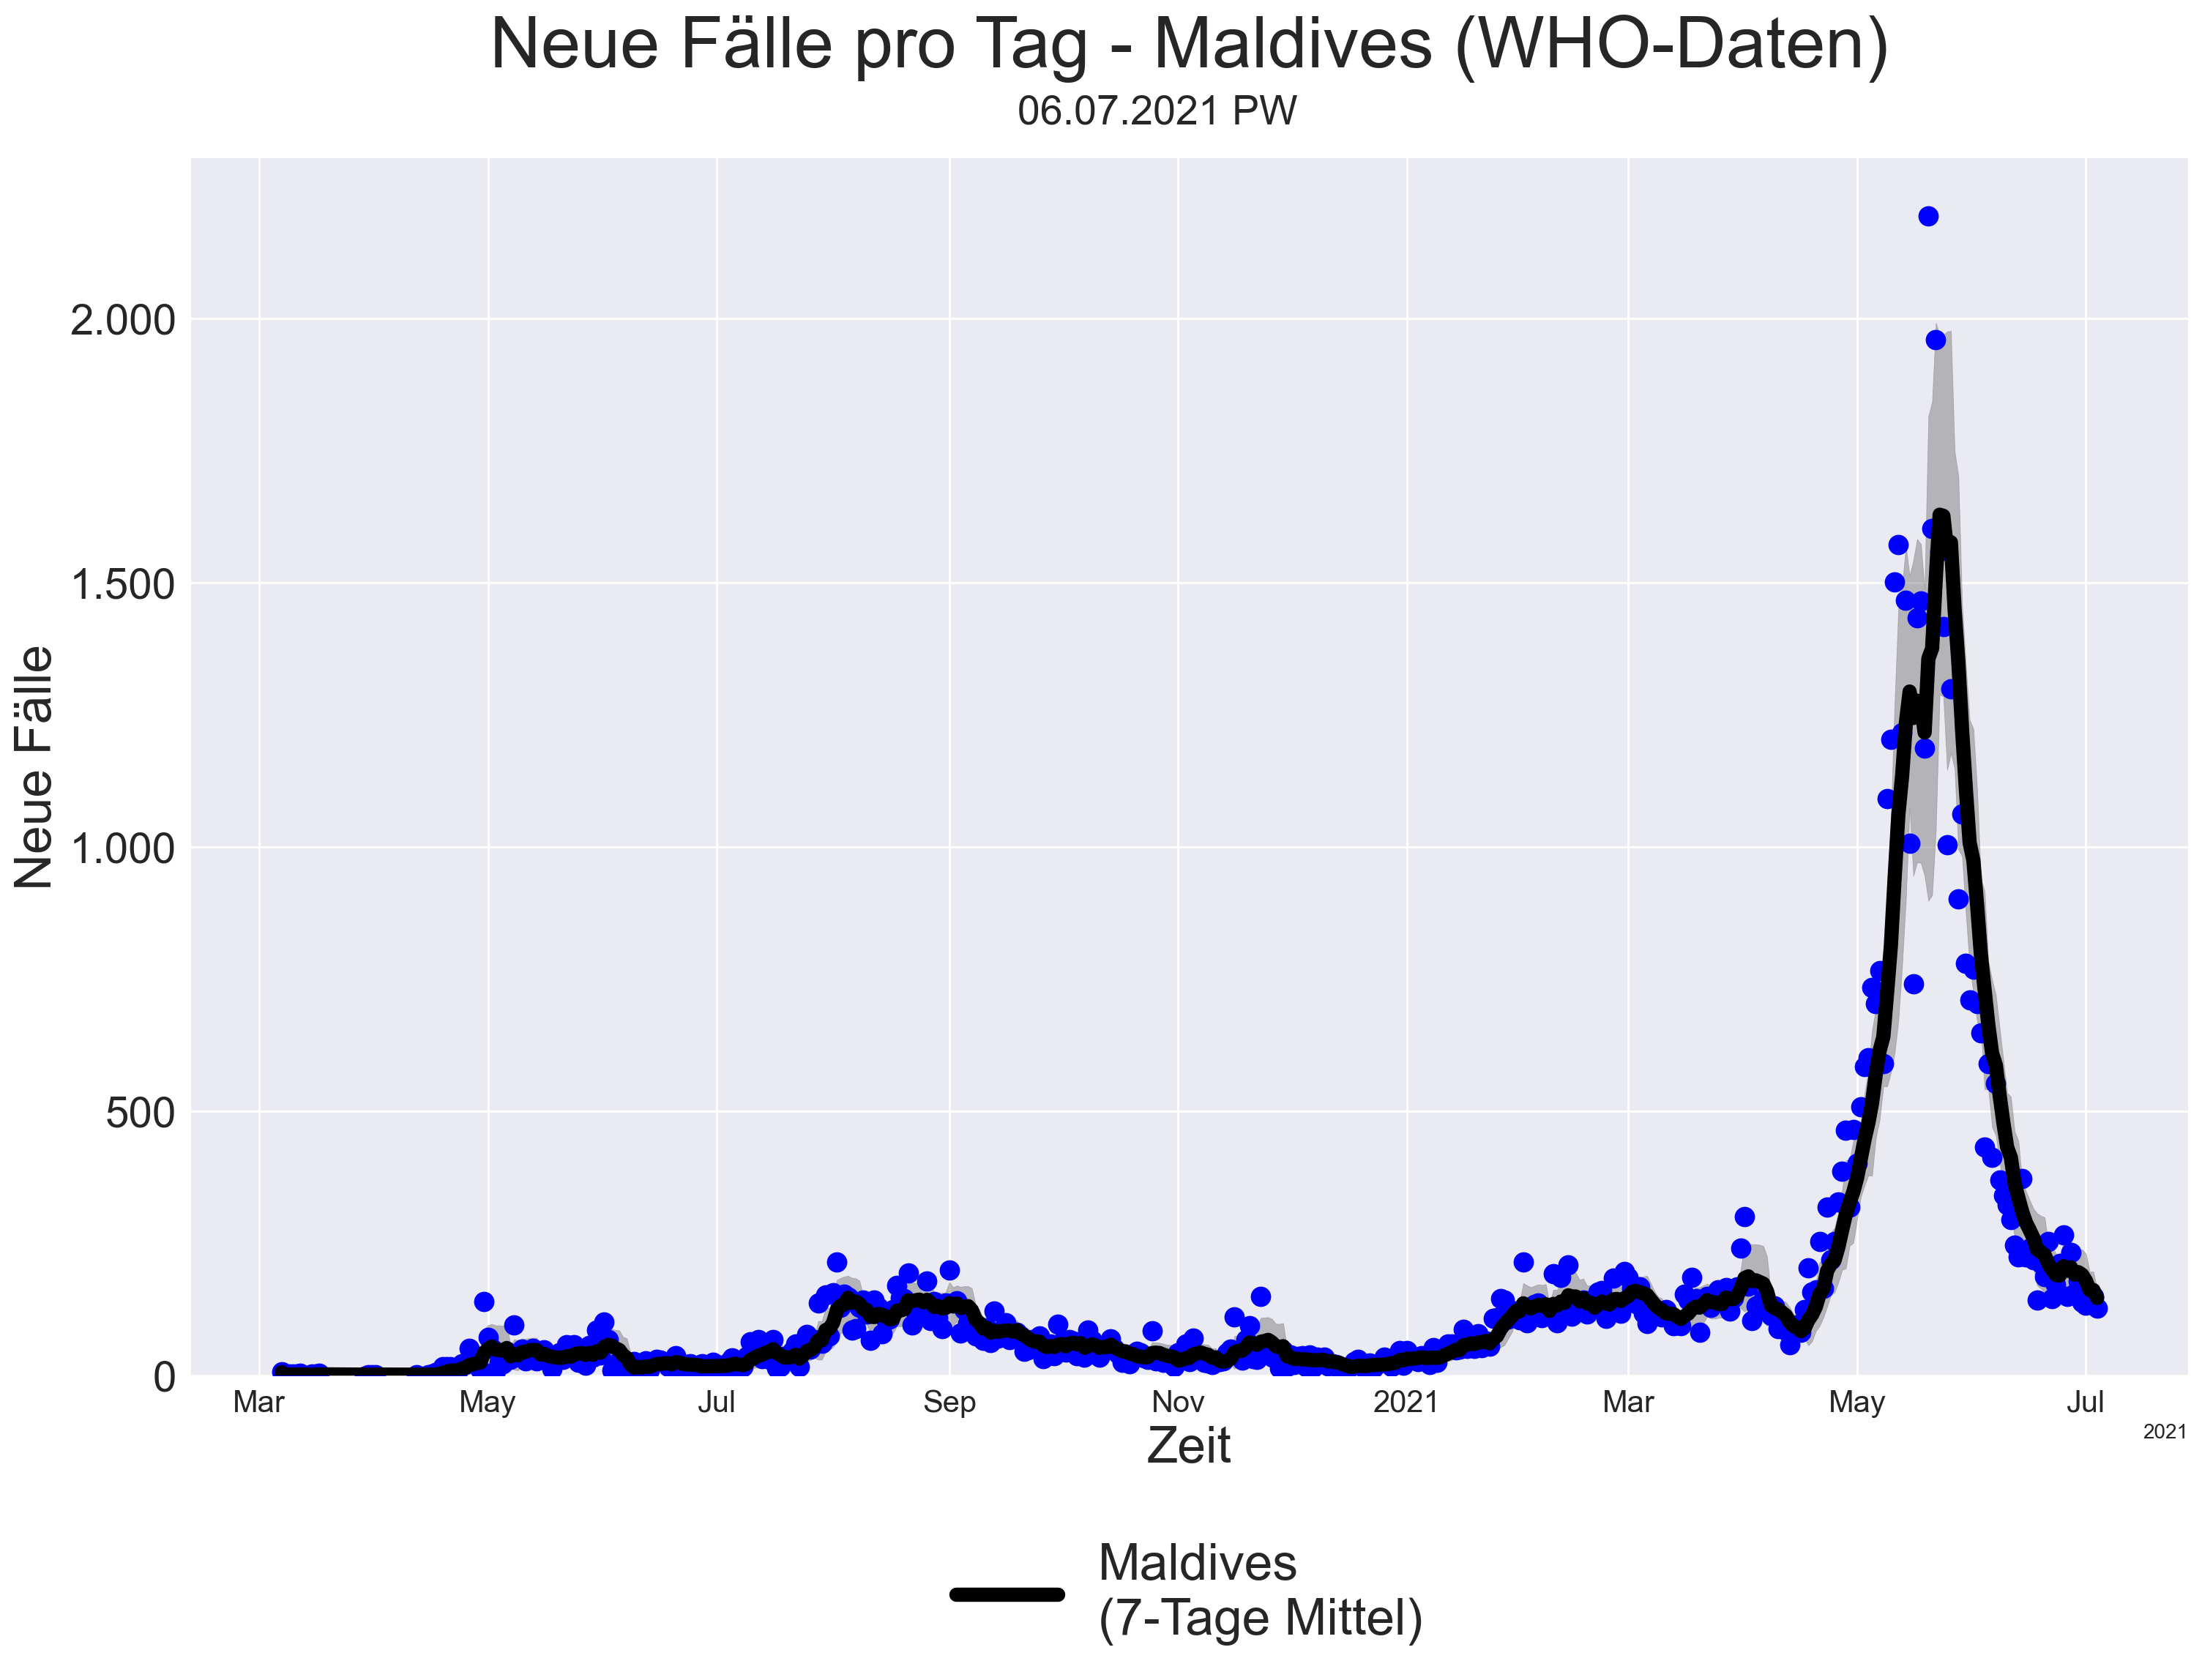 Neue Fälle pro Tag - Maldives (WHO-Daten)
06.07.2021 PW
Neue Fälle
2.000
1.500
1.000
500
0
Mar May Jul Sep Nov 2021 Mar May Jul
2021
Zeit
Maldives
(7-Tage Mittel)